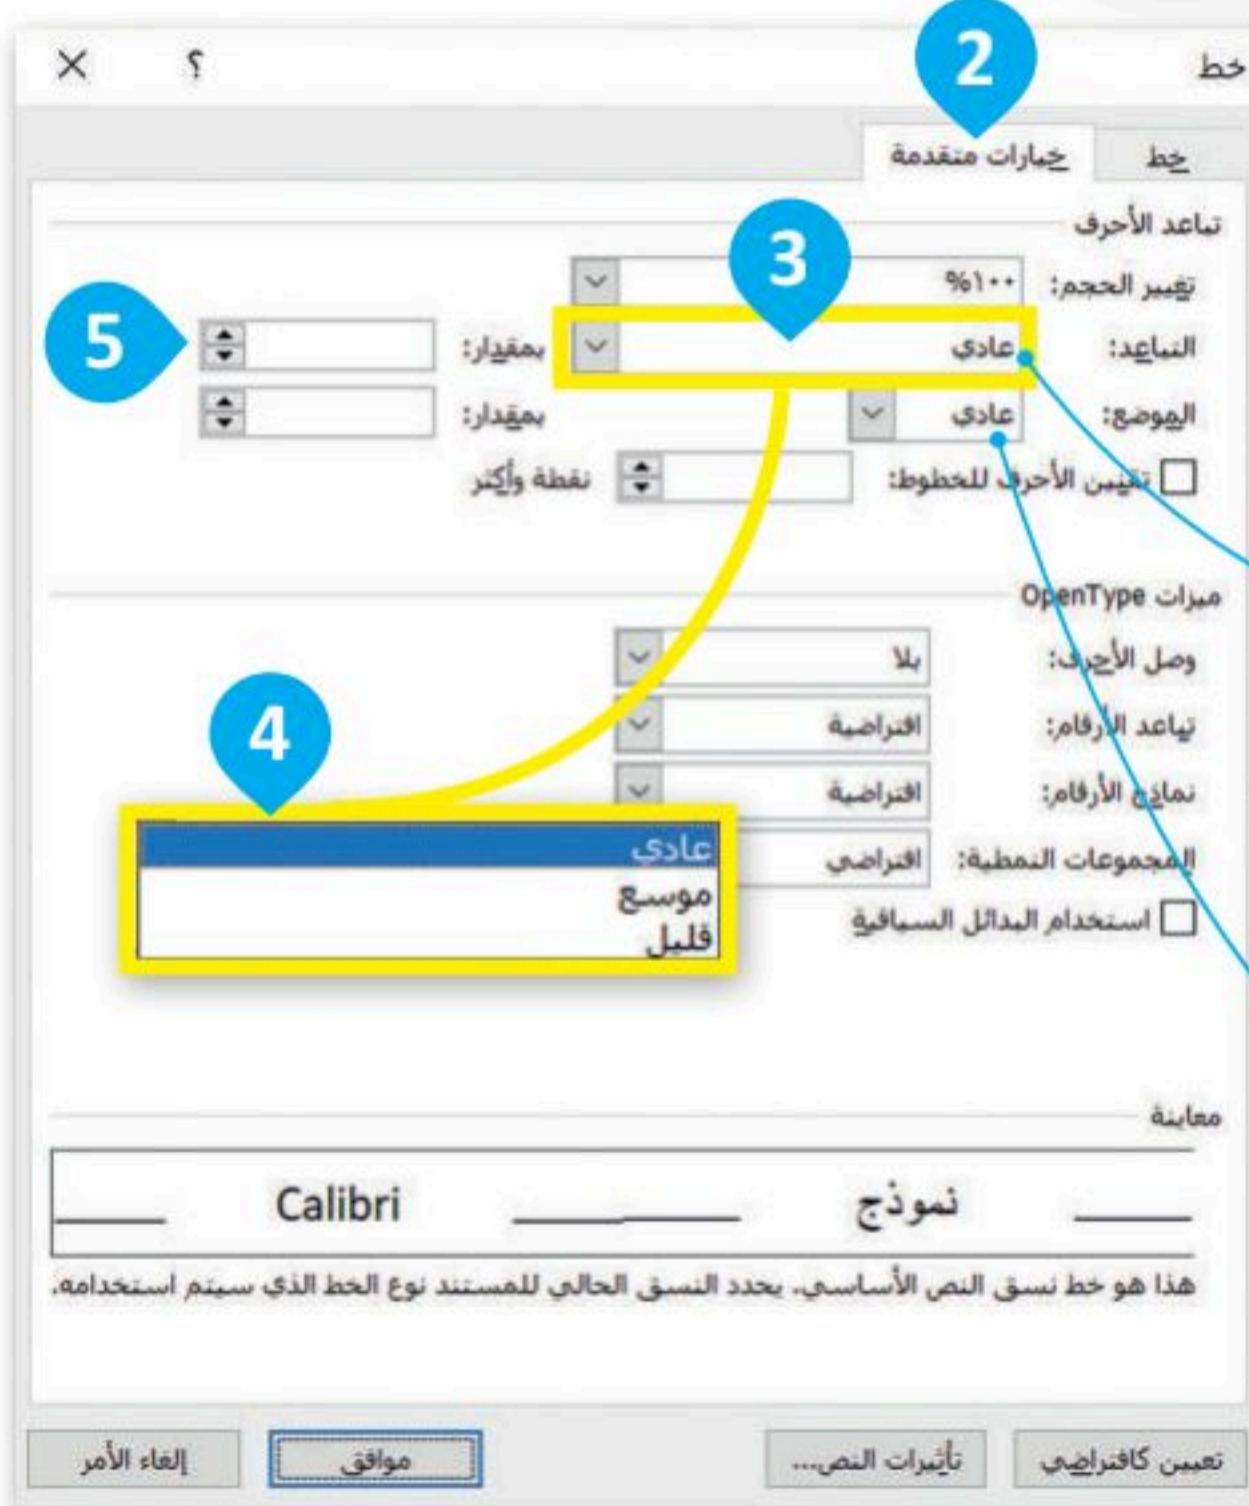 خط ؟ ×
2
خط خيارات متقدمة
تباعد الأحرف
تغيير الحجم: ١٠٠%
3
التباعد: عادي بمقدار:
5
الموضع: عادي بمقدار:
تقنين الأحرف للخطوط: نقطة وأكثر
ميزات OpenType
وصل الأحرف: بلا
تباعد الأرقام: افتراضية
نماذج الأرقام: افتراضية
المجموعات النمطية: افتراضي
استخدام البدائل السياقية
4
عادي
موسع
قليل
معاينة
نموذج Calibri
هذا هو خط نسق النص الأساسي. يحدد النسق الحالي للمستند نوع الخط الذي سيتم استخدامه.
تعيين كافتراضي تأثيرات النص... موافق إلغاء الأمر